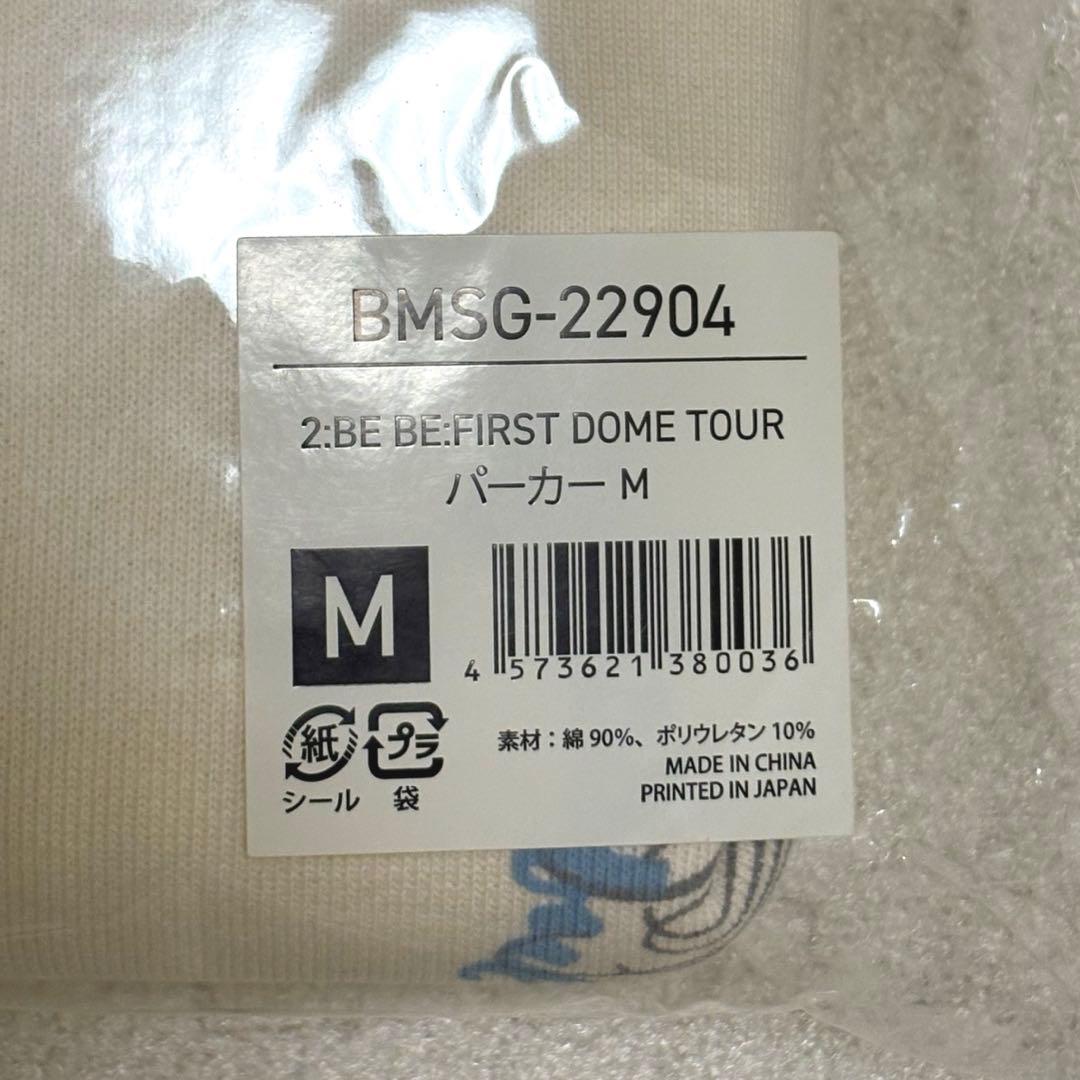 BMSG-22904
2:BE BE:FIRST DOME TOUR
パーカー M
M
4 573621 380036
紙
プラ
シール
袋
素材：綿 90%、ポリウレタン 10%
MADE IN CHINA
PRINTED IN JAPAN